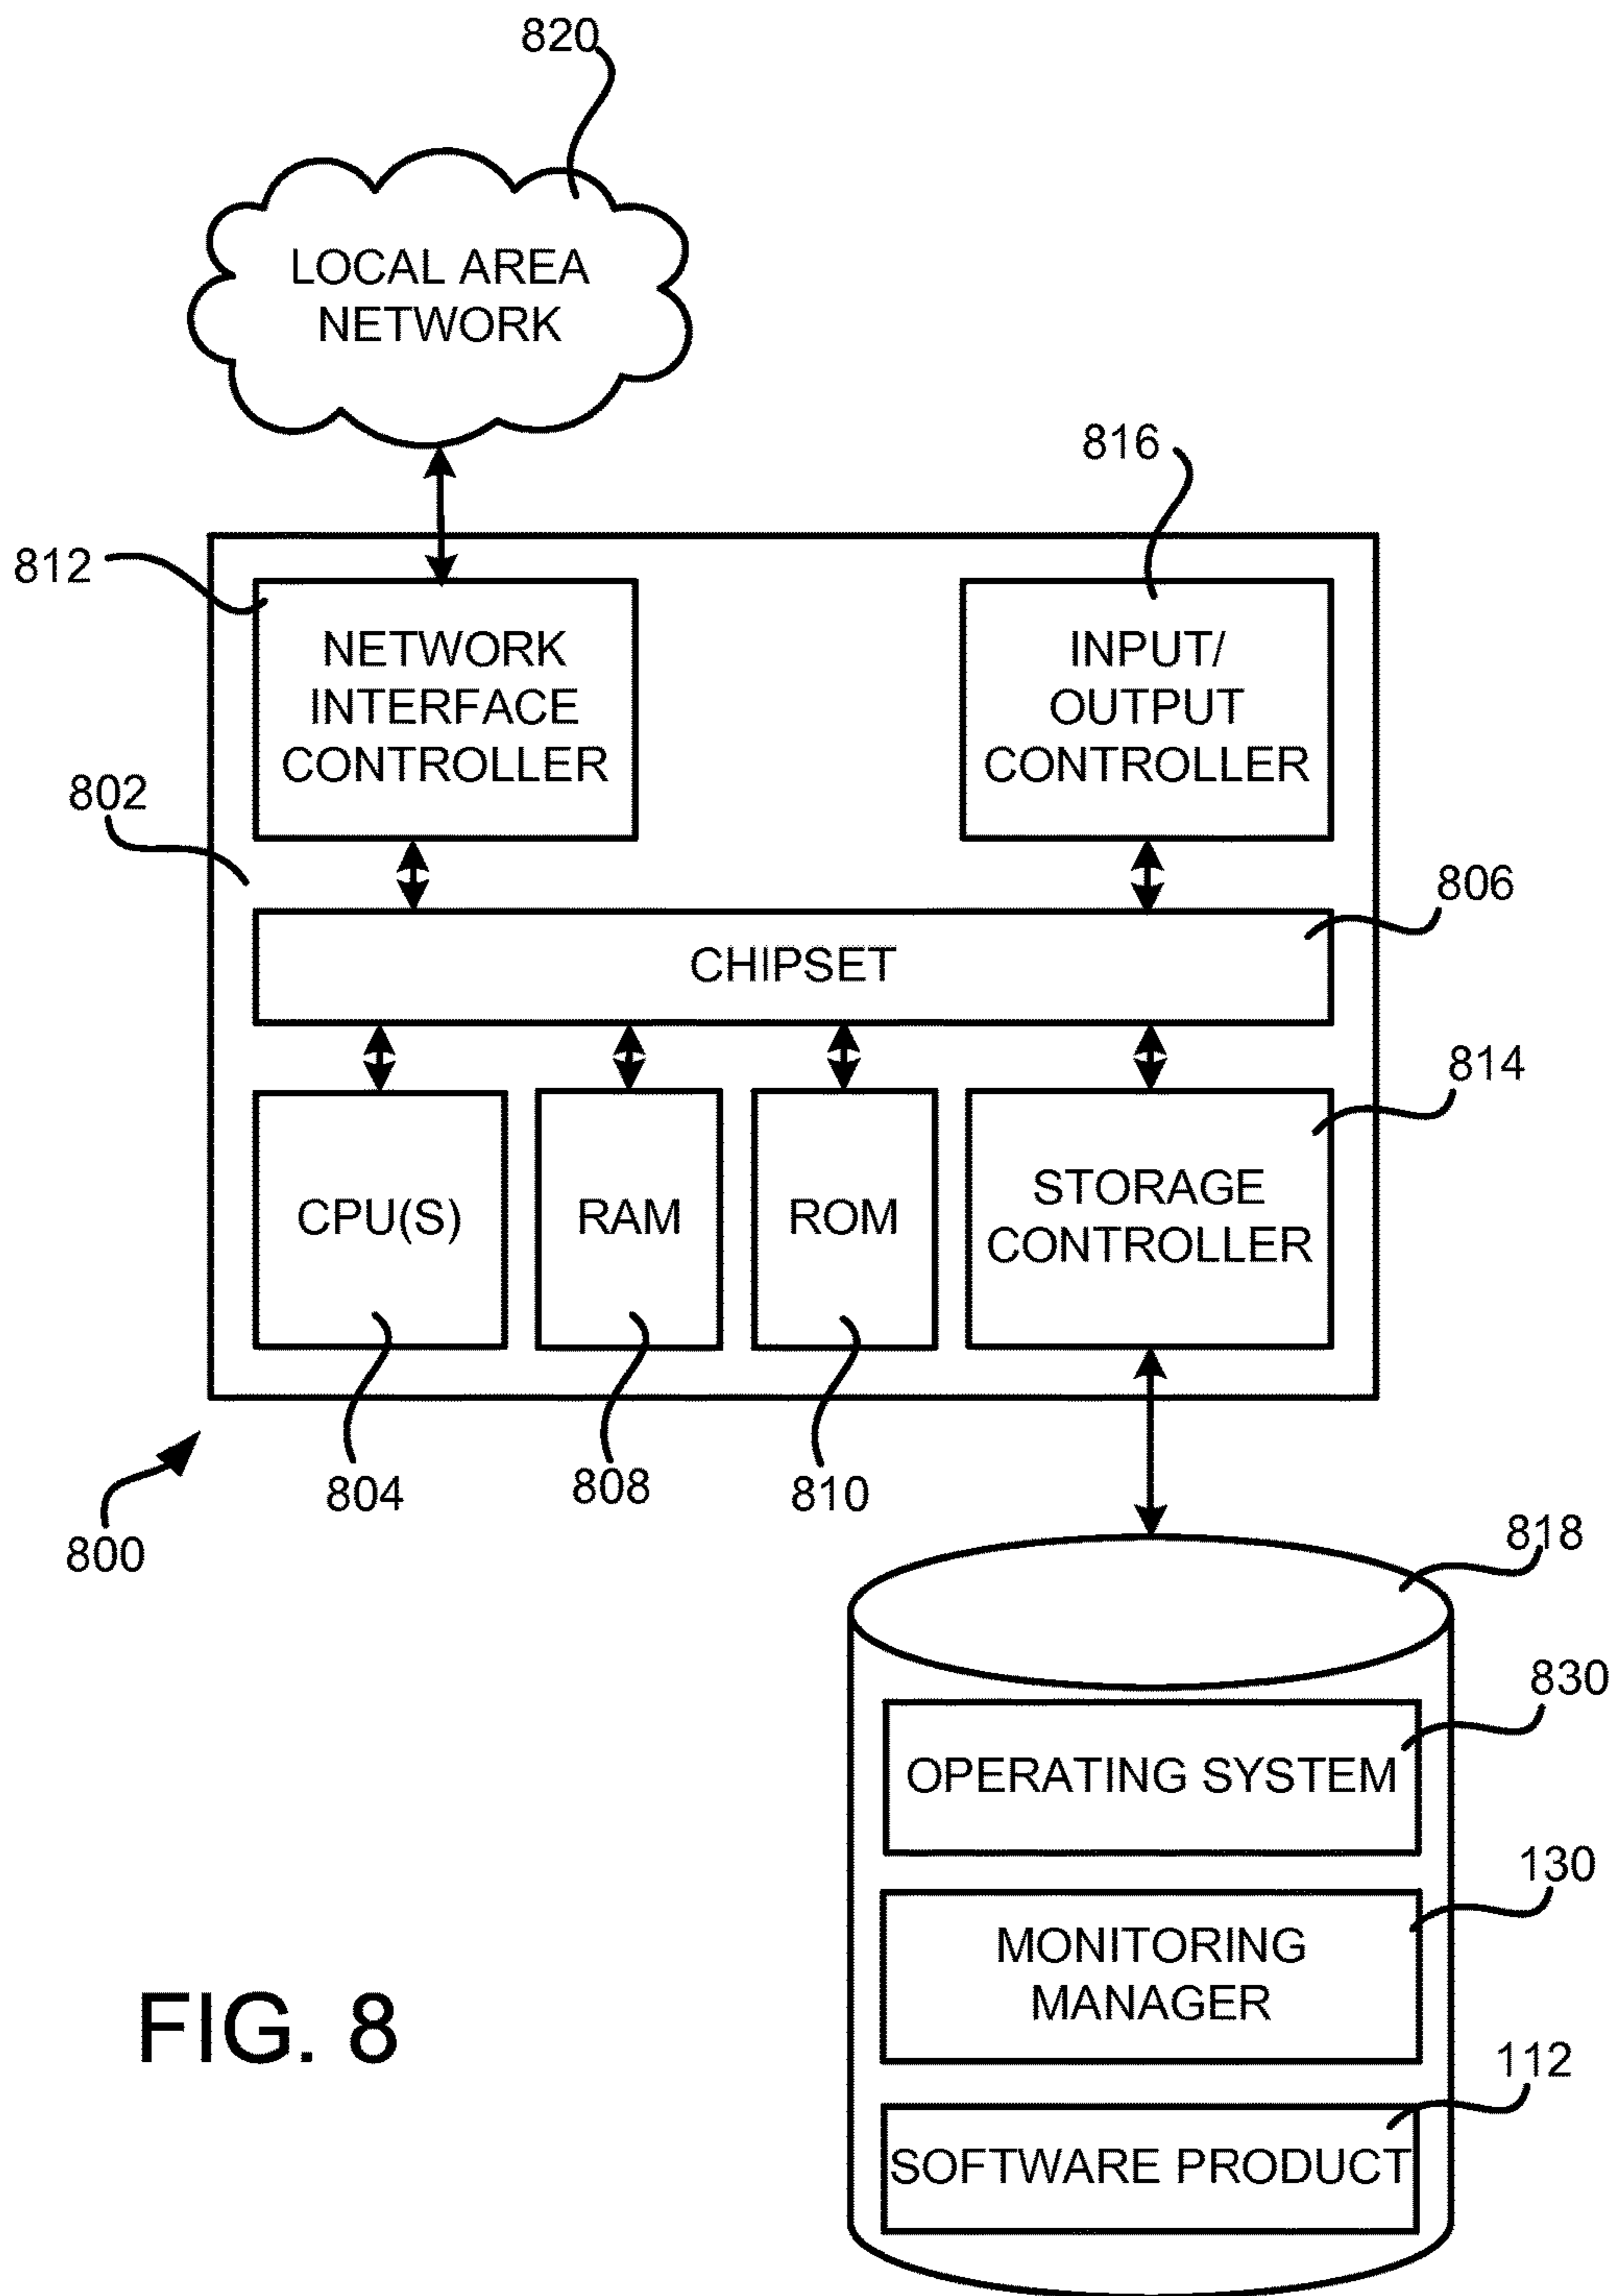 820
LOCAL AREA
NETWORK
816
812
NETWORK
INTERFACE
CONTROLLER
INPUT/
OUTPUT
CONTROLLER
802
806
CHIPSET
814
CPU(S)
RAM
ROM
STORAGE
CONTROLLER
804
808
810
800
818
830
OPERATING SYSTEM
130
MONITORING
MANAGER
112
SOFTWARE PRODUCT
FIG. 8